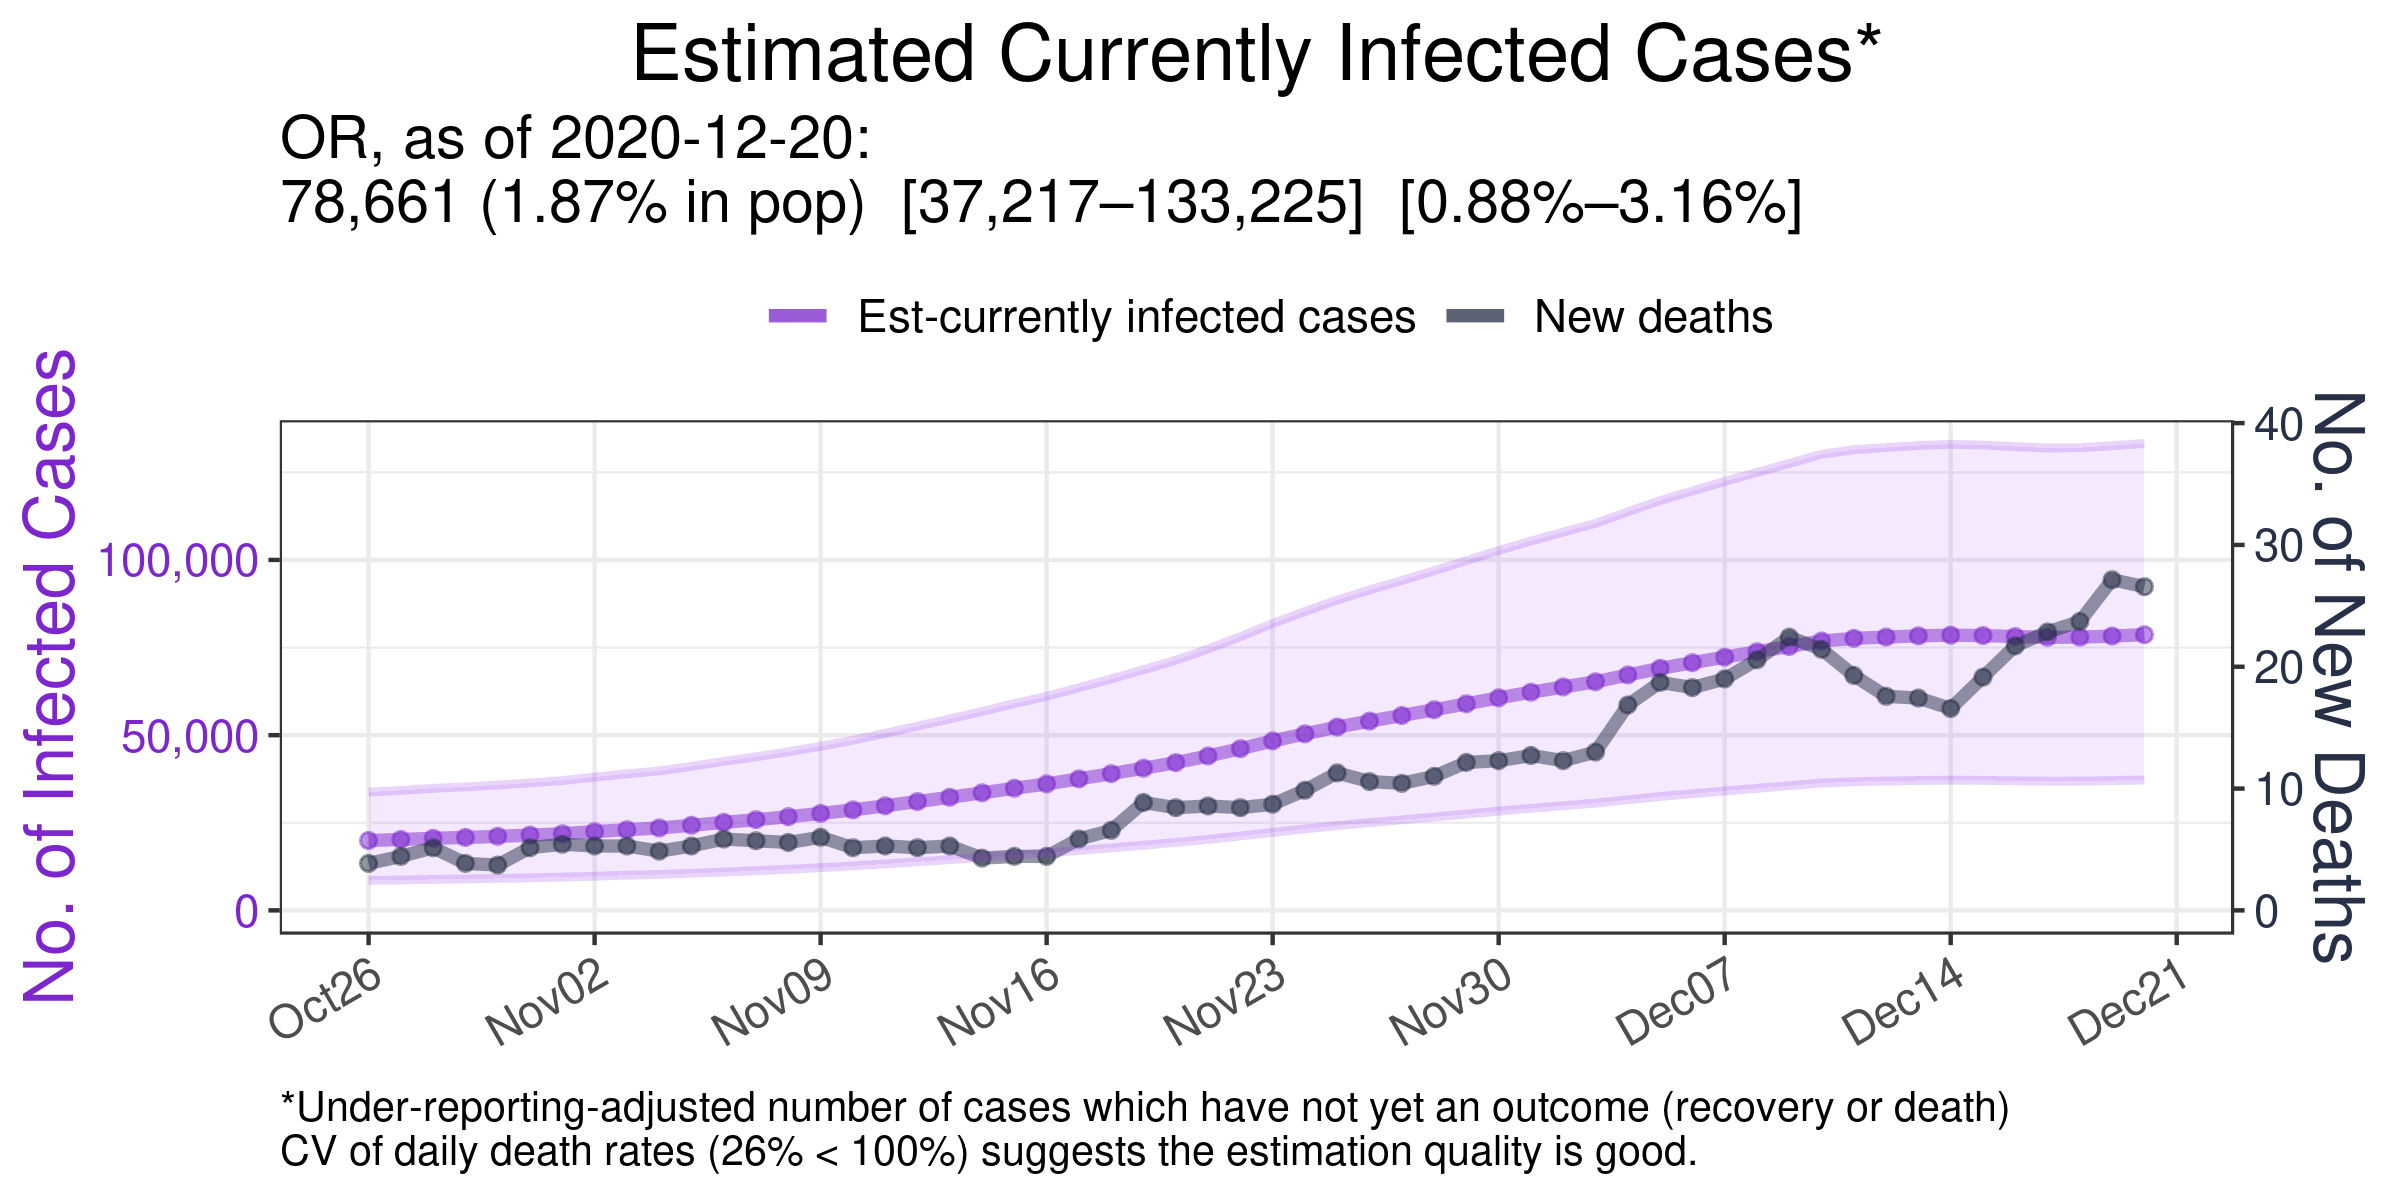 Estimated Currently Infected Cases*
OR, as of 2020-12-20:
78,661 (1.87% in pop)  [37,217–133,225]  [0.88%–3.16%]
Est-currently infected cases
New deaths
No. of Infected Cases
100,000
50,000
0
40
30
20
10
0
No. of New Deaths
Oct26
Nov02
Nov09
Nov16
Nov23
Nov30
Dec07
Dec14
Dec21
*Under-reporting-adjusted number of cases which have not yet an outcome (recovery or death)
CV of daily death rates (26% < 100%) suggests the estimation quality is good.